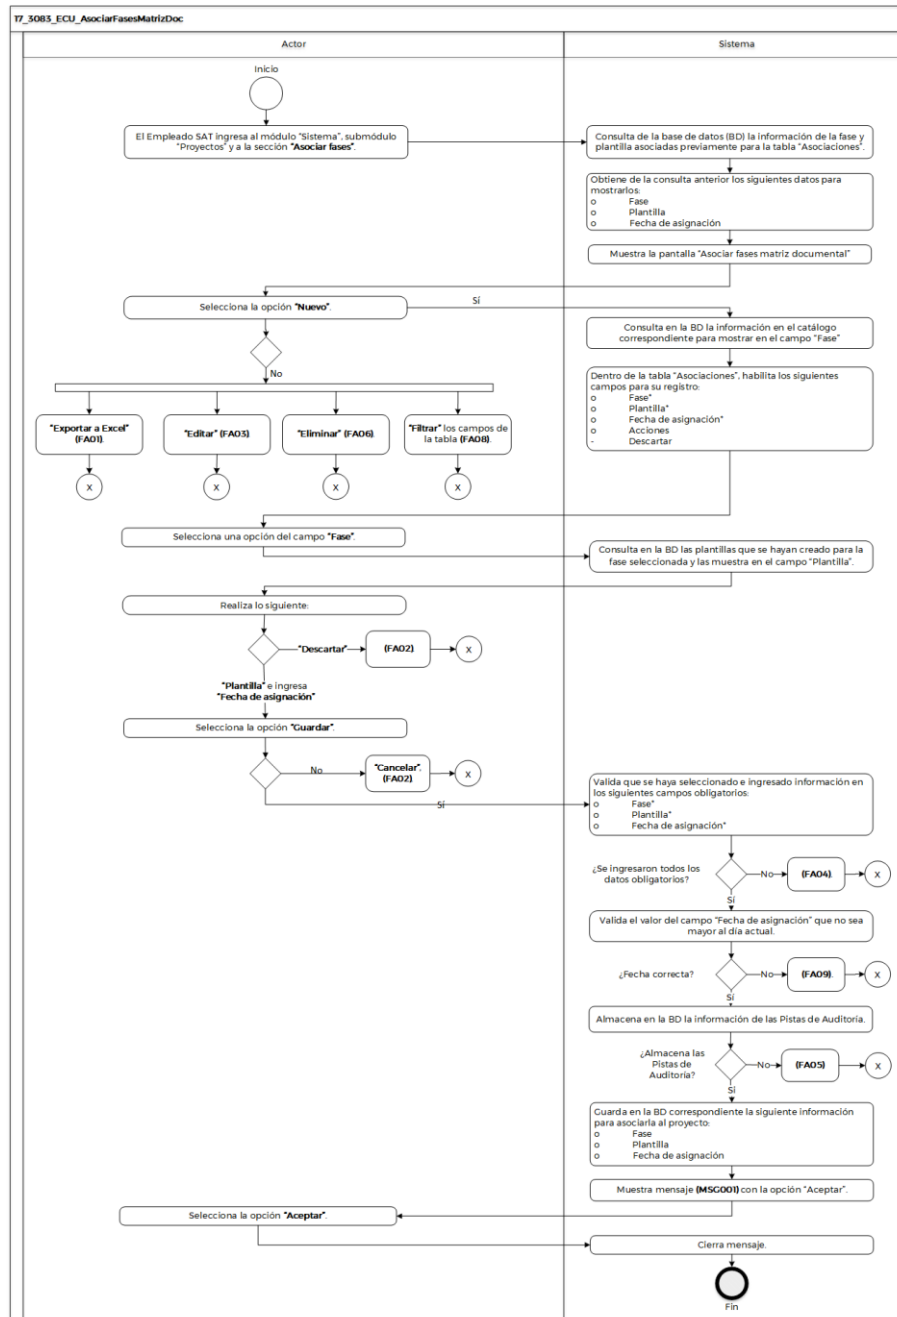 17_3083_ECU_AsociarFasesMatrizDoc
Actor
Sistema
Inicio
El Empleado SAT ingresa al módulo "Sistema", submódulo
"Proyectos" y a la sección "Asociar fases".
Consulta de la base de datos (BD) la información de la fase y
plantilla asociadas previamente para la tabla "Asociaciones".
Obtiene de la consulta anterior los siguientes datos para
mostrarlos:
o Fase
o Plantilla
o Fecha de asignación
Muestra la pantalla "Asociar fases matriz documental"
Selecciona la opción "Nuevo".
Sí
Consulta en la BD la información en el catálogo
correspondiente para mostrar en el campo "Fase"
No
Dentro de la tabla "Asociaciones", habilita los siguientes
campos para su registro:
o Fase*
o Plantilla*
o Fecha de asignación*
o Acciones
- Descartar
"Exportar a Excel"
(FA01).
"Editar" (FA03).
"Eliminar" (FA06).
"Filtrar" los campos de
la tabla (FA08).
X
X
X
X
Selecciona una opción del campo "Fase".
Consulta en la BD las plantillas que se hayan creado para la
fase seleccionada y las muestra en el campo "Plantilla".
Realiza lo siguiente:
"Descartar"
(FA02).
X
"Plantilla" e ingresa
"Fecha de asignación"
Selecciona la opción "Guardar".
No
"Cancelar".
(FA02).
X
Sí
Valida que se haya seleccionado e ingresado información en
los siguientes campos obligatorios:
o Fase*
o Plantilla*
o Fecha de asignación*
¿Se ingresaron todos los
datos obligatorios?
No
(FA04).
X
Sí
Valida el valor del campo "Fecha de asignación" que no sea
mayor al día actual.
¿Fecha correcta?
No
(FA09).
X
Sí
Almacena en la BD la información de las Pistas de Auditoría.
¿Almacena las
Pistas de
Auditoría?
No
(FA05)
X
Sí
Guarda en la BD correspondiente la siguiente información
para asociarla al proyecto:
o Fase
o Plantilla
o Fecha de asignación
Muestra mensaje (MSG001) con la opción "Aceptar".
Selecciona la opción "Aceptar".
Cierra mensaje.
Fin